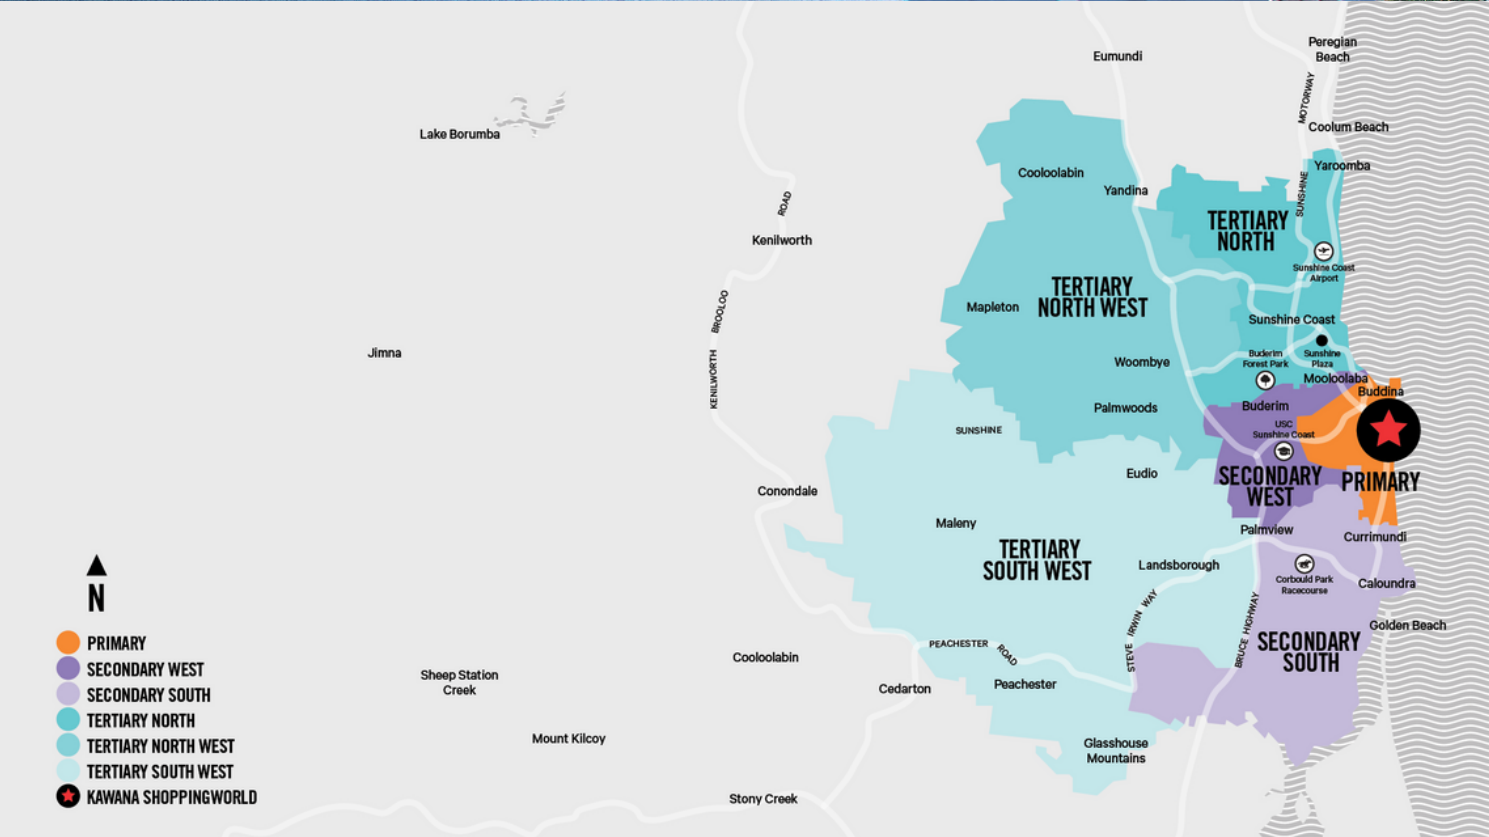 Peregian
Beach
Eumundi
MOTORWAY
Coolum Beach
Lake Borumba
Yaroomba
Cooloolabin
Yandina
SUNSHINE
ROAD
TERTIARY
NORTH
Kenilworth
Sunshine Coast
Airport
TERTIARY
NORTH WEST
Mapleton
BROOLOO
KENILWORTH
Sunshine Coast
Jimna
Woombye
Buderim
Forest Park
Sunshine
Plaza
Mooloolaba
Buddina
Palmwoods
Buderim
SUNSHINE
USC
Sunshine Coast
Eudio
SECONDARY
WEST
PRIMARY
Conondale
Maleny
Palmview
Currimundi
TERTIARY
SOUTH WEST
Landsborough
Corbould Park
Racecourse
Caloundra
N
STEVE IRWIN WAY
BRUCE HIGHWAY
Golden Beach
SECONDARY
SOUTH
PEACHESTER ROAD
Cooloolabin
Sheep Station
Creek
Cedarton
Peachester
Mount Kilcoy
Glasshouse
Mountains
Stony Creek
PRIMARY
SECONDARY WEST
SECONDARY SOUTH
TERTIARY NORTH
TERTIARY NORTH WEST
TERTIARY SOUTH WEST
KAWANA SHOPPINGWORLD